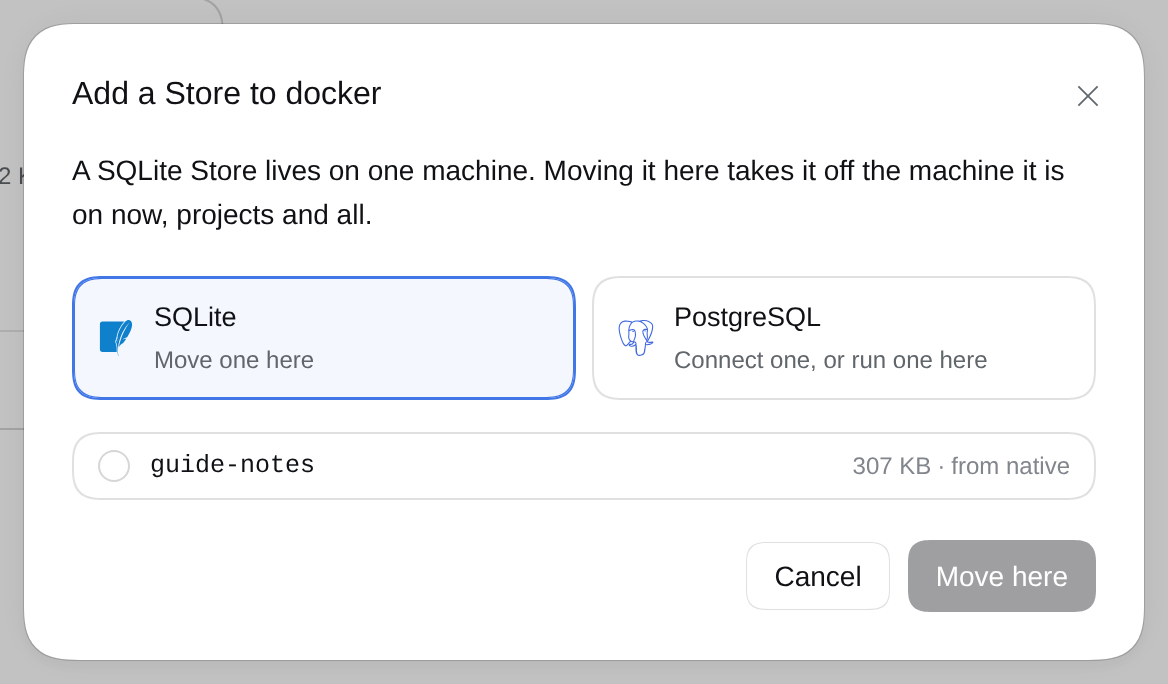 Add a Store to docker
A SQLite Store lives on one machine. Moving it here takes it off the machine it is
on now, projects and all.
SQLite
Move one here
PostgreSQL
Connect one, or run one here
guide-notes
307 KB · from native
Cancel
Move here